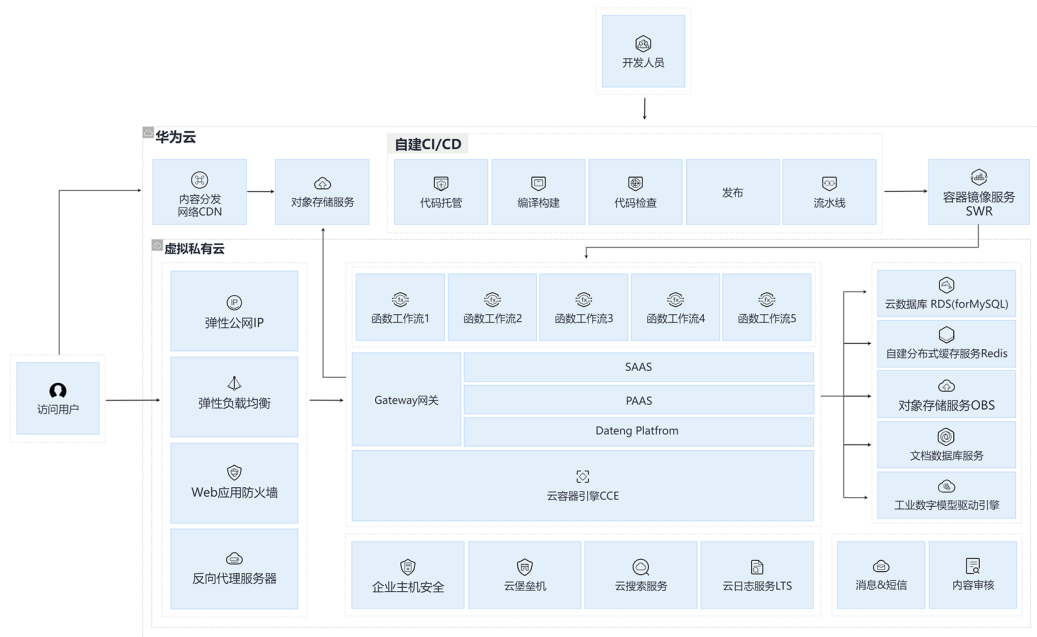 开发人员
华为云
自建CI/CD
内容分发
网络CDN
对象存储服务
代码托管
编译构建
代码检查
发布
流水线
容器镜像服务
SWR
虚拟私有云
弹性公网IP
弹性负载均衡
Web应用防火墙
反向代理服务器
访问用户
函数工作流1
函数工作流2
函数工作流3
函数工作流4
函数工作流5
Gateway网关
SAAS
PAAS
Dateng Platfrom
云容器引擎CCE
云数据库 RDS(forMySQL)
自建分布式缓存服务Redis
对象存储服务OBS
文档数据库服务
工业数字模型驱动引擎
企业主机安全
云堡垒机
云搜索服务
云日志服务LTS
消息&短信
内容审核